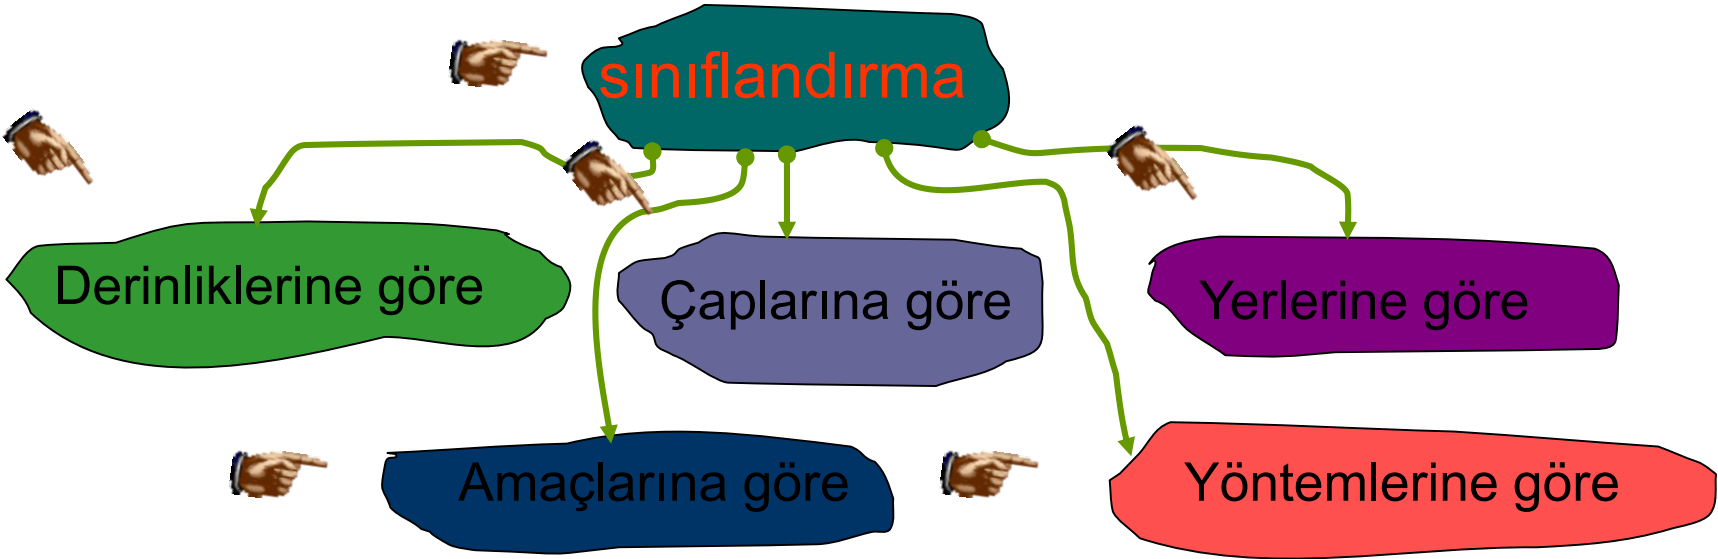 sınıflandırma
Derinliklerine göre
Çaplarına göre
Yerlerine göre
Amaçlarına göre
Yöntemlerine göre